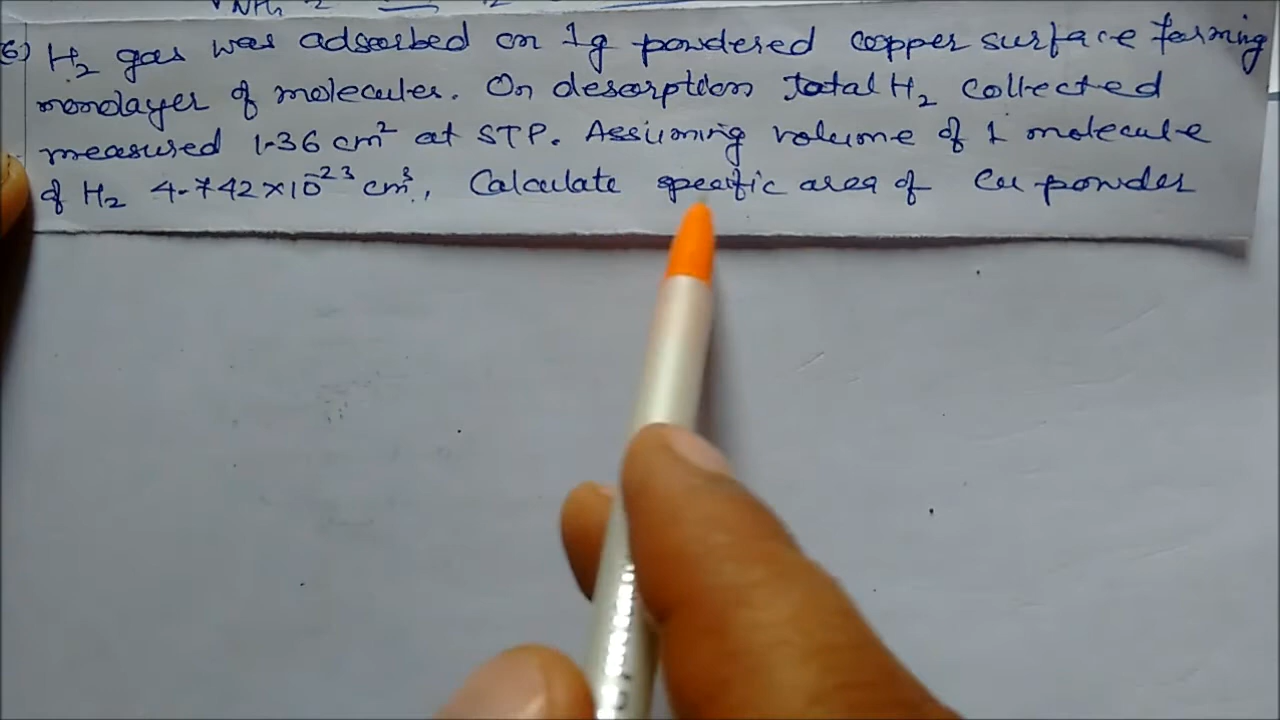 6) H₂ gas was adsorbed on 1g powdered copper surface forming
monolayer of molecules. On desorption total H₂ collected
measured 1.36 cm² at STP. Assuming volume of 1 molecule
of H₂ 4.742×10⁻²³ cm³, Calculate specific area of Cu powder